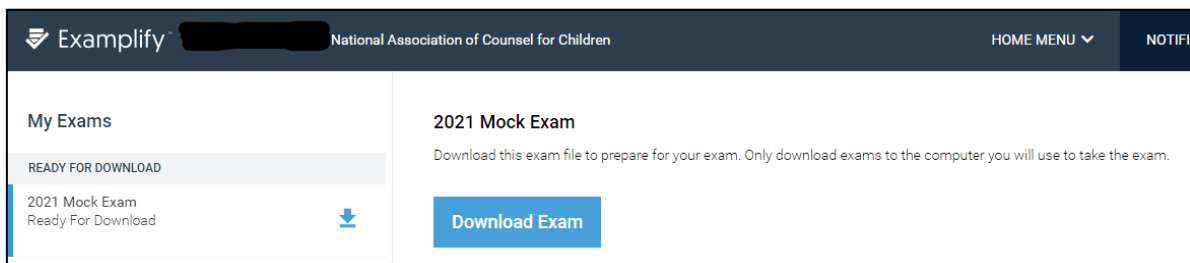 Examplify National Association of Counsel for Children HOME MENU NOTIFI
My Exams
READY FOR DOWNLOAD
2021 Mock Exam
Ready For Download
2021 Mock Exam
Download this exam file to prepare for your exam. Only download exams to the computer you will use to take the exam.
Download Exam